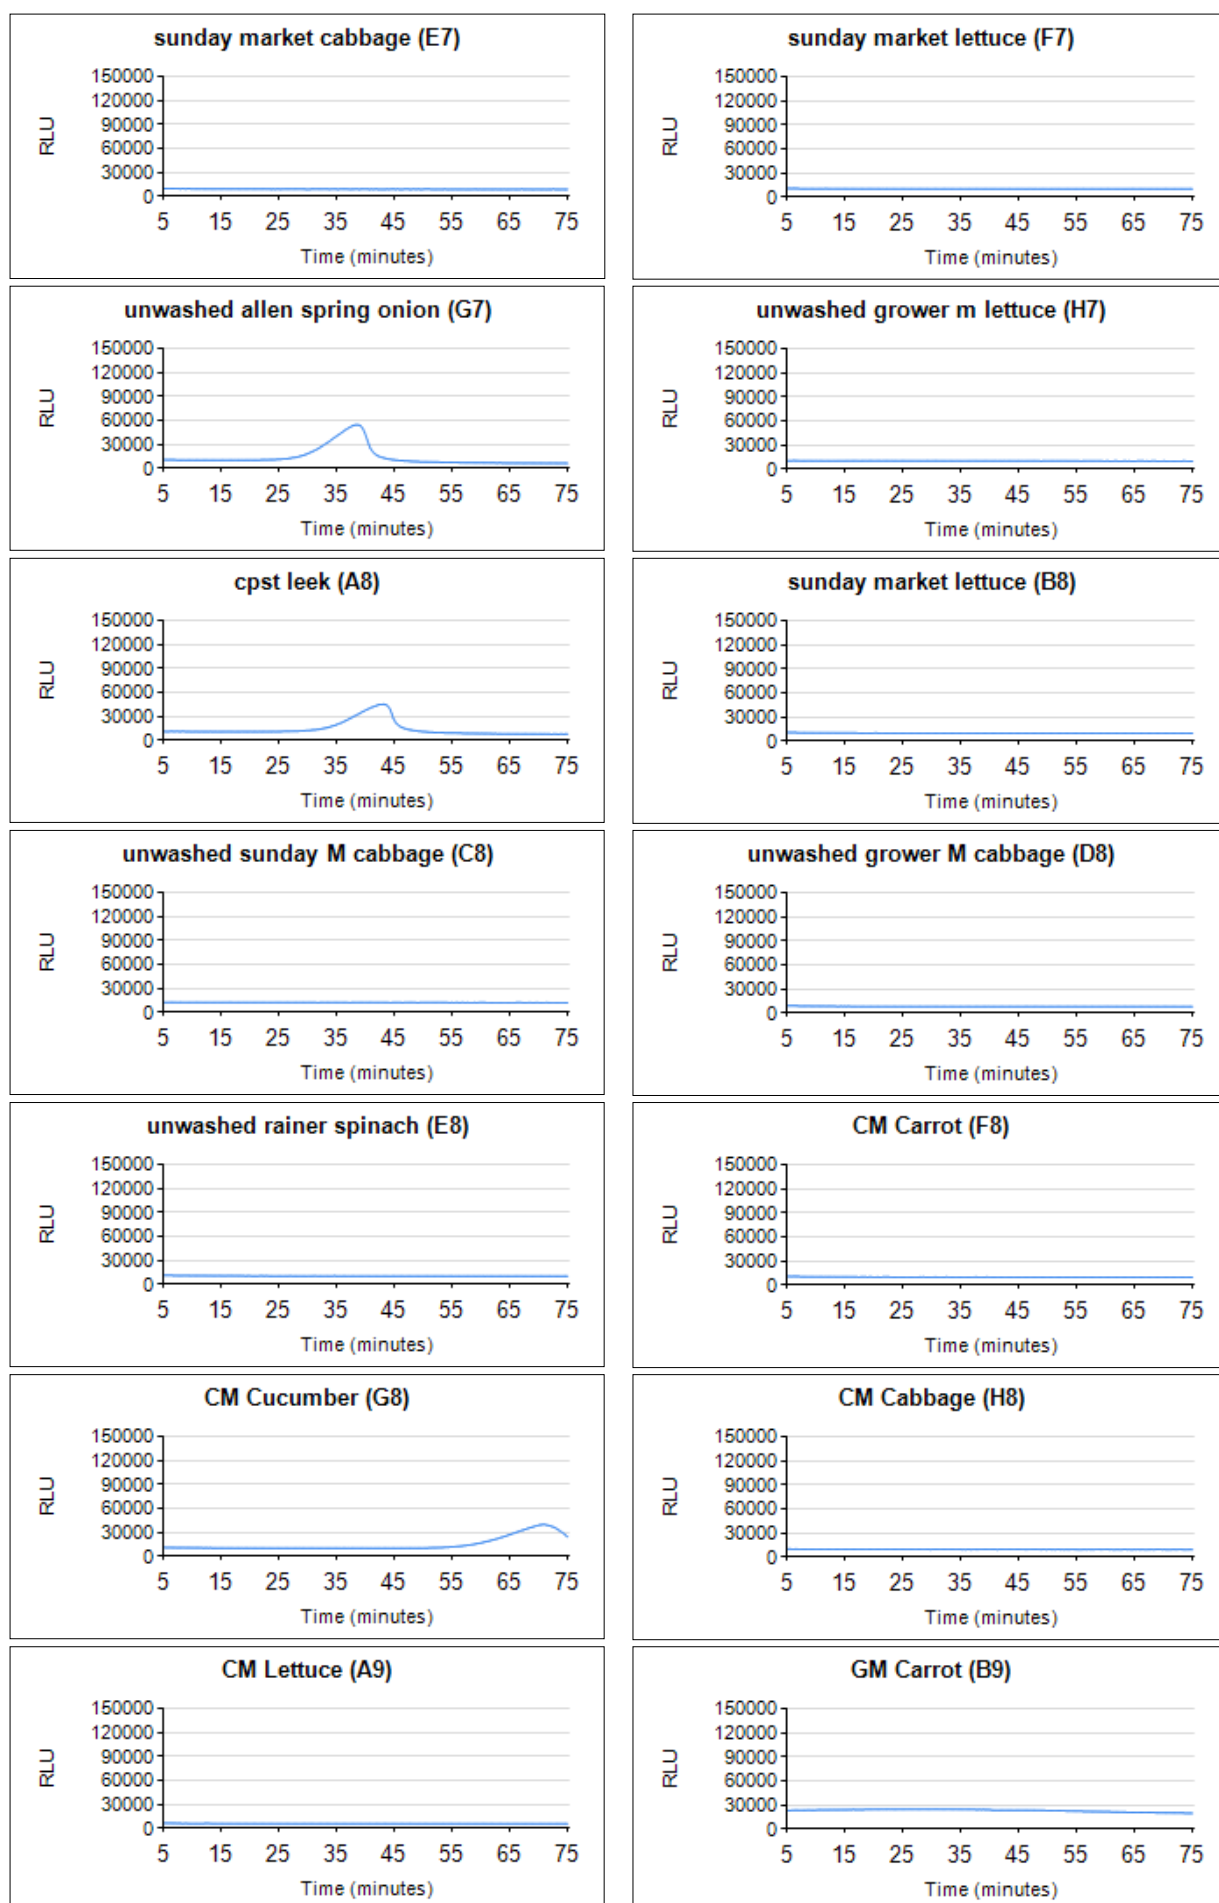 sunday market cabbage (E7)
150000
120000
90000
60000
30000
0
RLU
5 15 25 35 45 55 65 75
Time (minutes)
sunday market lettuce (F7)
150000
120000
90000
60000
30000
0
RLU
5 15 25 35 45 55 65 75
Time (minutes)
unwashed allen spring onion (G7)
150000
120000
90000
60000
30000
0
RLU
5 15 25 35 45 55 65 75
Time (minutes)
unwashed grower m lettuce (H7)
150000
120000
90000
60000
30000
0
RLU
5 15 25 35 45 55 65 75
Time (minutes)
cpst leek (A8)
150000
120000
90000
60000
30000
0
RLU
5 15 25 35 45 55 65 75
Time (minutes)
sunday market lettuce (B8)
150000
120000
90000
60000
30000
0
RLU
5 15 25 35 45 55 65 75
Time (minutes)
unwashed sunday M cabbage (C8)
150000
120000
90000
60000
30000
0
RLU
5 15 25 35 45 55 65 75
Time (minutes)
unwashed grower M cabbage (D8)
150000
120000
90000
60000
30000
0
RLU
5 15 25 35 45 55 65 75
Time (minutes)
unwashed rainer spinach (E8)
150000
120000
90000
60000
30000
0
RLU
5 15 25 35 45 55 65 75
Time (minutes)
CM Carrot (F8)
150000
120000
90000
60000
30000
0
RLU
5 15 25 35 45 55 65 75
Time (minutes)
CM Cucumber (G8)
150000
120000
90000
60000
30000
0
RLU
5 15 25 35 45 55 65 75
Time (minutes)
CM Cabbage (H8)
150000
120000
90000
60000
30000
0
RLU
5 15 25 35 45 55 65 75
Time (minutes)
CM Lettuce (A9)
150000
120000
90000
60000
30000
0
RLU
5 15 25 35 45 55 65 75
Time (minutes)
GM Carrot (B9)
150000
120000
90000
60000
30000
0
RLU
5 15 25 35 45 55 65 75
Time (minutes)